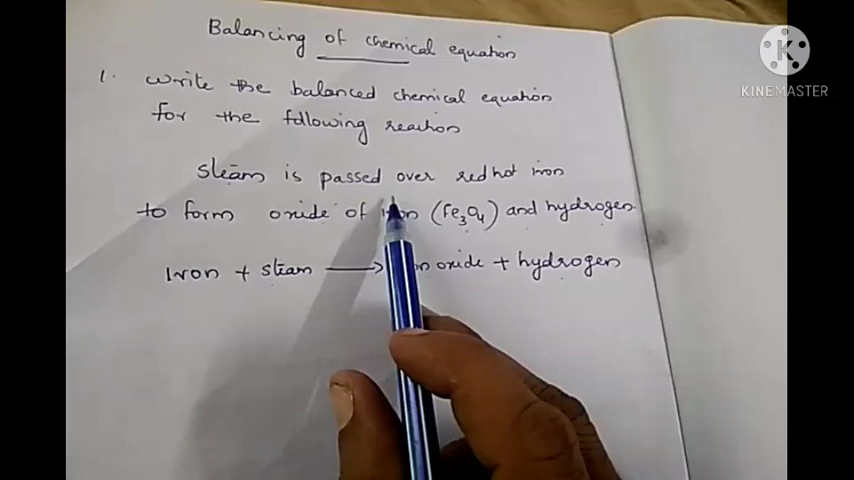 Balancing of chemical equation
1. write the balanced chemical equation
for the following reaction
steam is passed over redhot iron
to form oxide of iron (Fe3O4) and hydrogen
Iron + steam → oxide + hydrogen
K
KINEMASTER